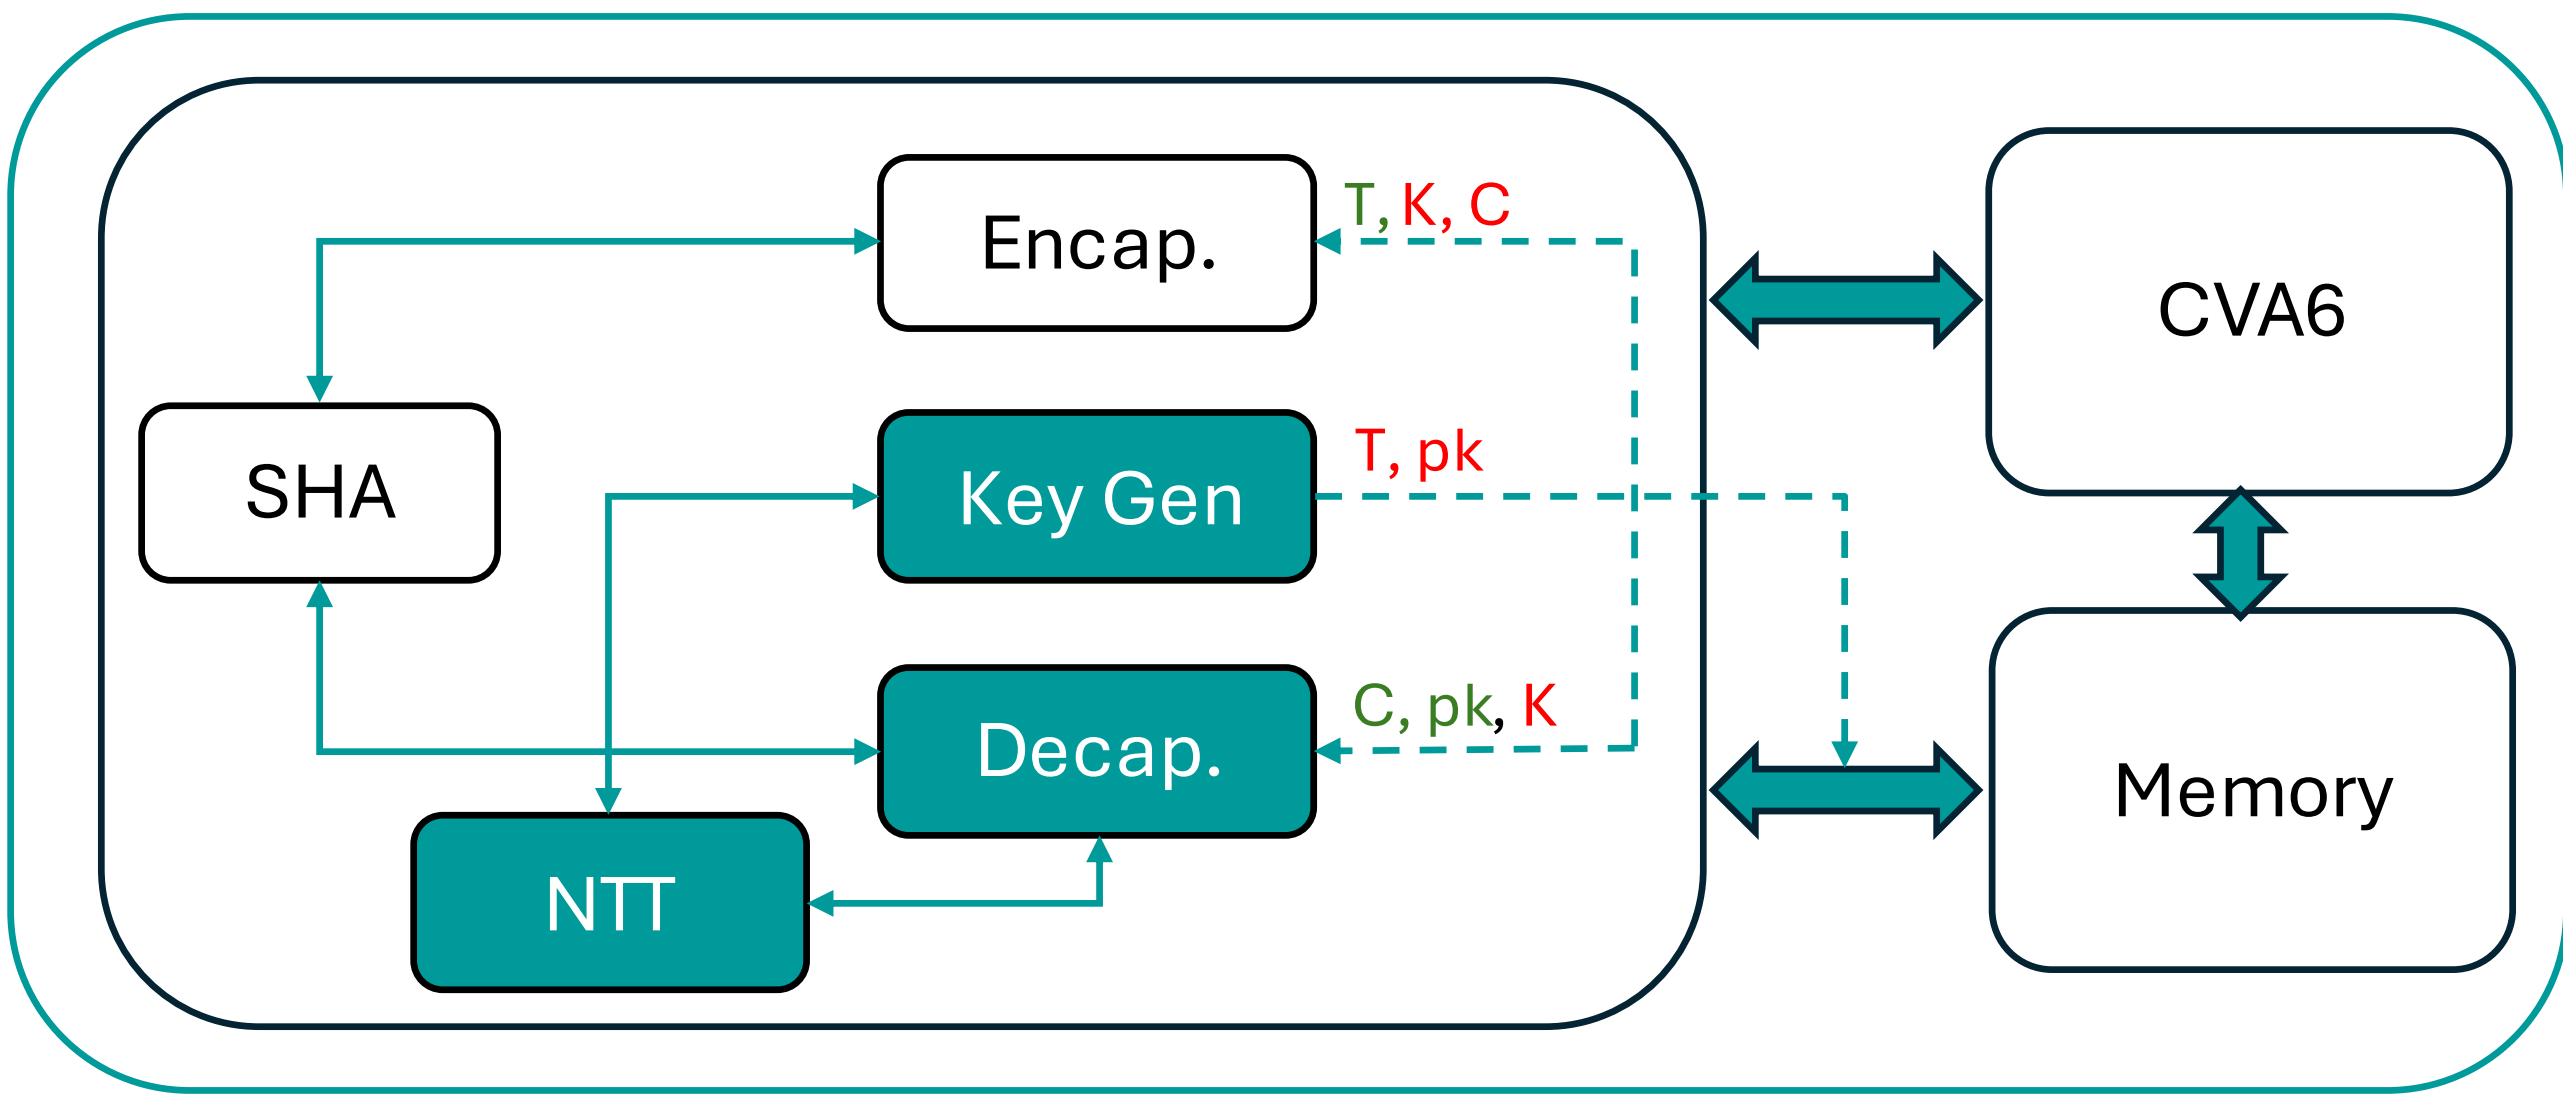 T, K, C
Encap.
CVA6
T, pk
SHA
Key Gen
C, pk, K
Decap.
Memory
NTT